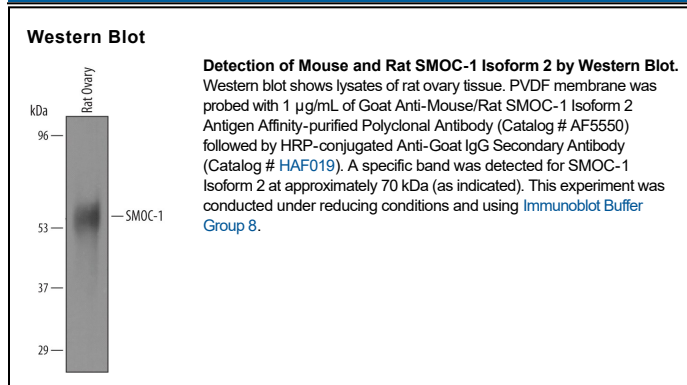 Western Blot
Rat Ovary
kDa
96
SMOC-1
53
37
29
Detection of Mouse and Rat SMOC-1 Isoform 2 by Western Blot.
Western blot shows lysates of rat ovary tissue. PVDF membrane was
probed with 1 µg/mL of Goat Anti-Mouse/Rat SMOC-1 Isoform 2
Antigen Affinity-purified Polyclonal Antibody (Catalog # AF5550)
followed by HRP-conjugated Anti-Goat IgG Secondary Antibody
(Catalog # HAF019). A specific band was detected for SMOC-1
Isoform 2 at approximately 70 kDa (as indicated). This experiment was
conducted under reducing conditions and using Immunoblot Buffer
Group 8.